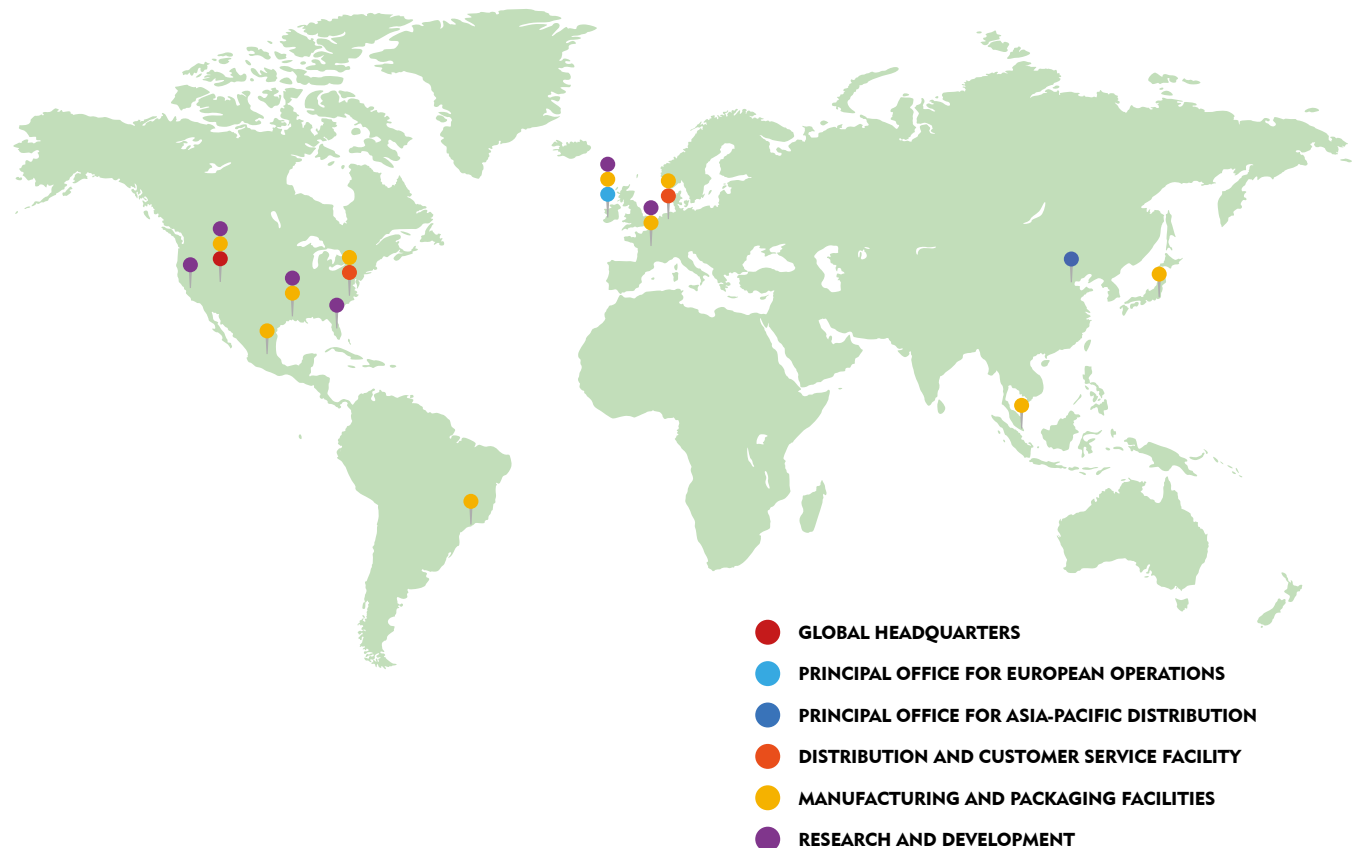 GLOBAL HEADQUARTERS
PRINCIPAL OFFICE FOR EUROPEAN OPERATIONS
PRINCIPAL OFFICE FOR ASIA-PACIFIC DISTRIBUTION
DISTRIBUTION AND CUSTOMER SERVICE FACILITY
MANUFACTURING AND PACKAGING FACILITIES
RESEARCH AND DEVELOPMENT